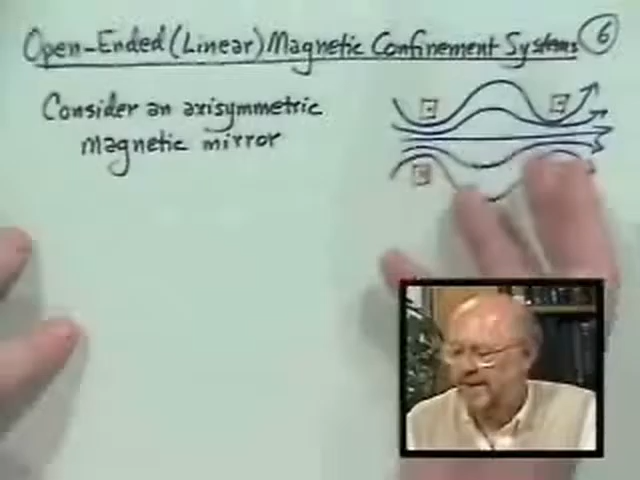 Open-Ended (Linear) Magnetic Confinement Systems 6
Consider an axisymmetric
magnetic mirror